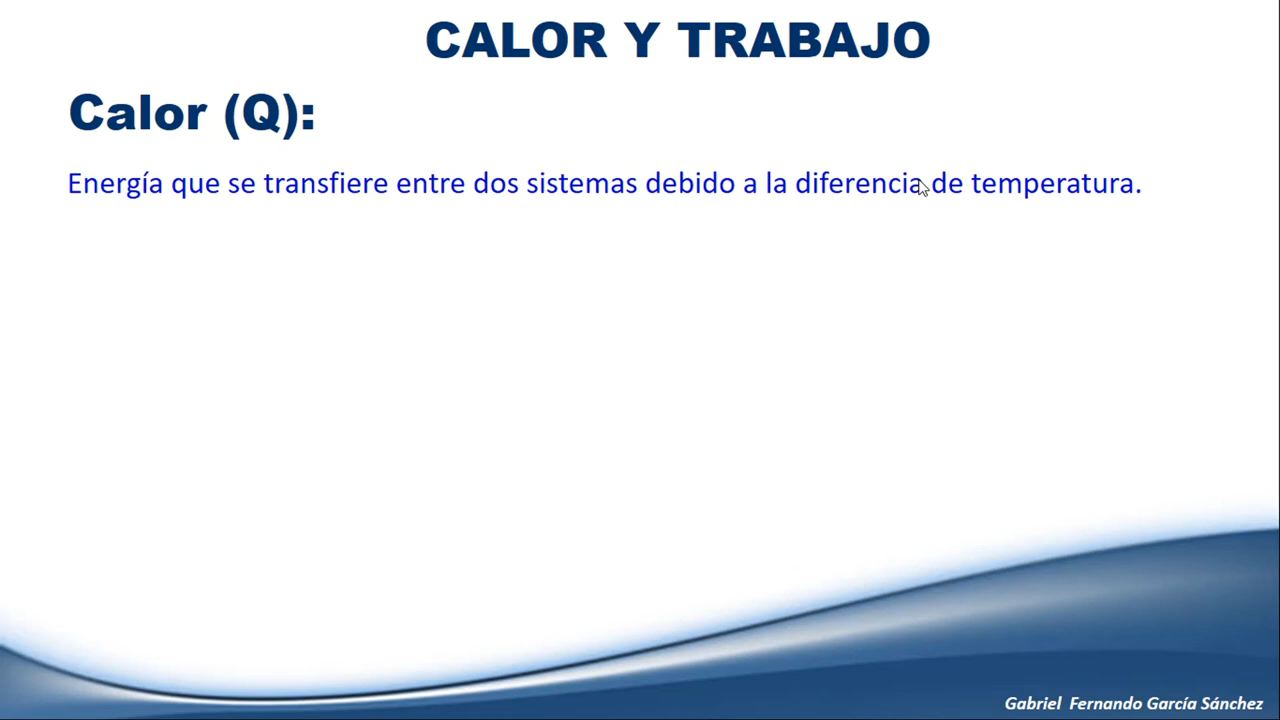 CALOR Y TRABAJO
Calor (Q):
Energía que se transfiere entre dos sistemas debido a la diferencia de temperatura.
Gabriel Fernando García Sánchez